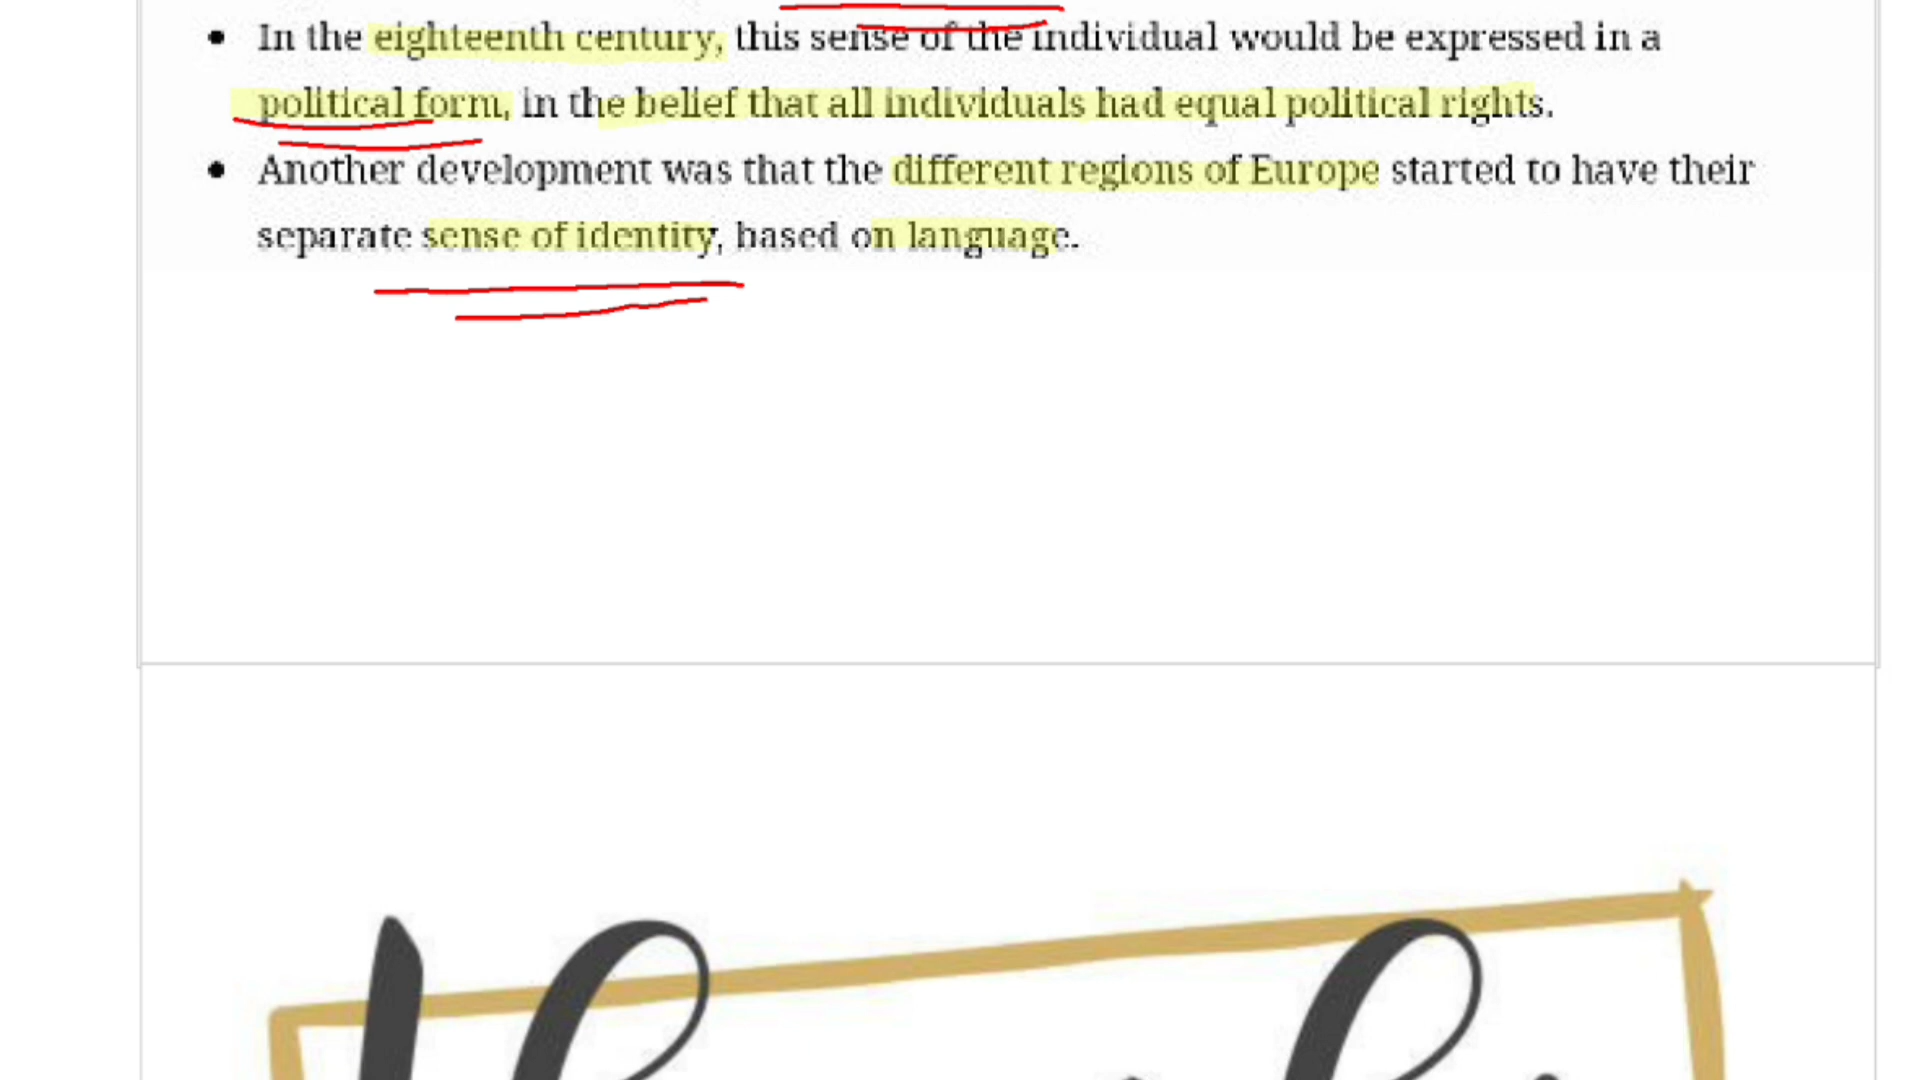 • In the eighteenth century, this sense of the individual would be expressed in a
political form, in the belief that all individuals had equal political rights.
• Another development was that the different regions of Europe started to have their
separate sense of identity, based on language.